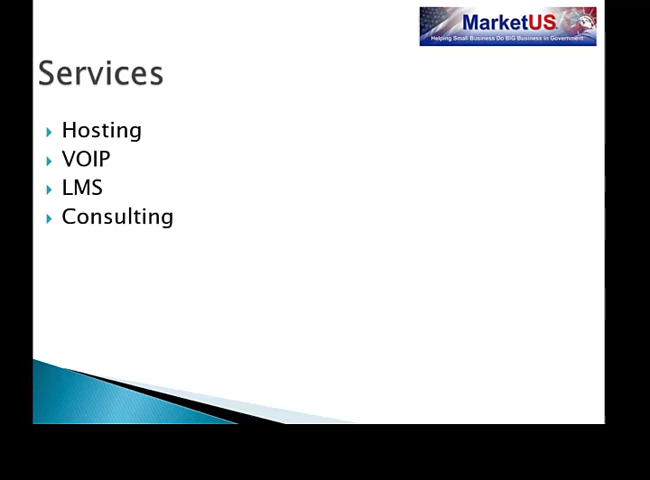 MarketUS.
Helping Small Business Do BIG Business in Government.
Services
Hosting
VOIP
LMS
Consulting